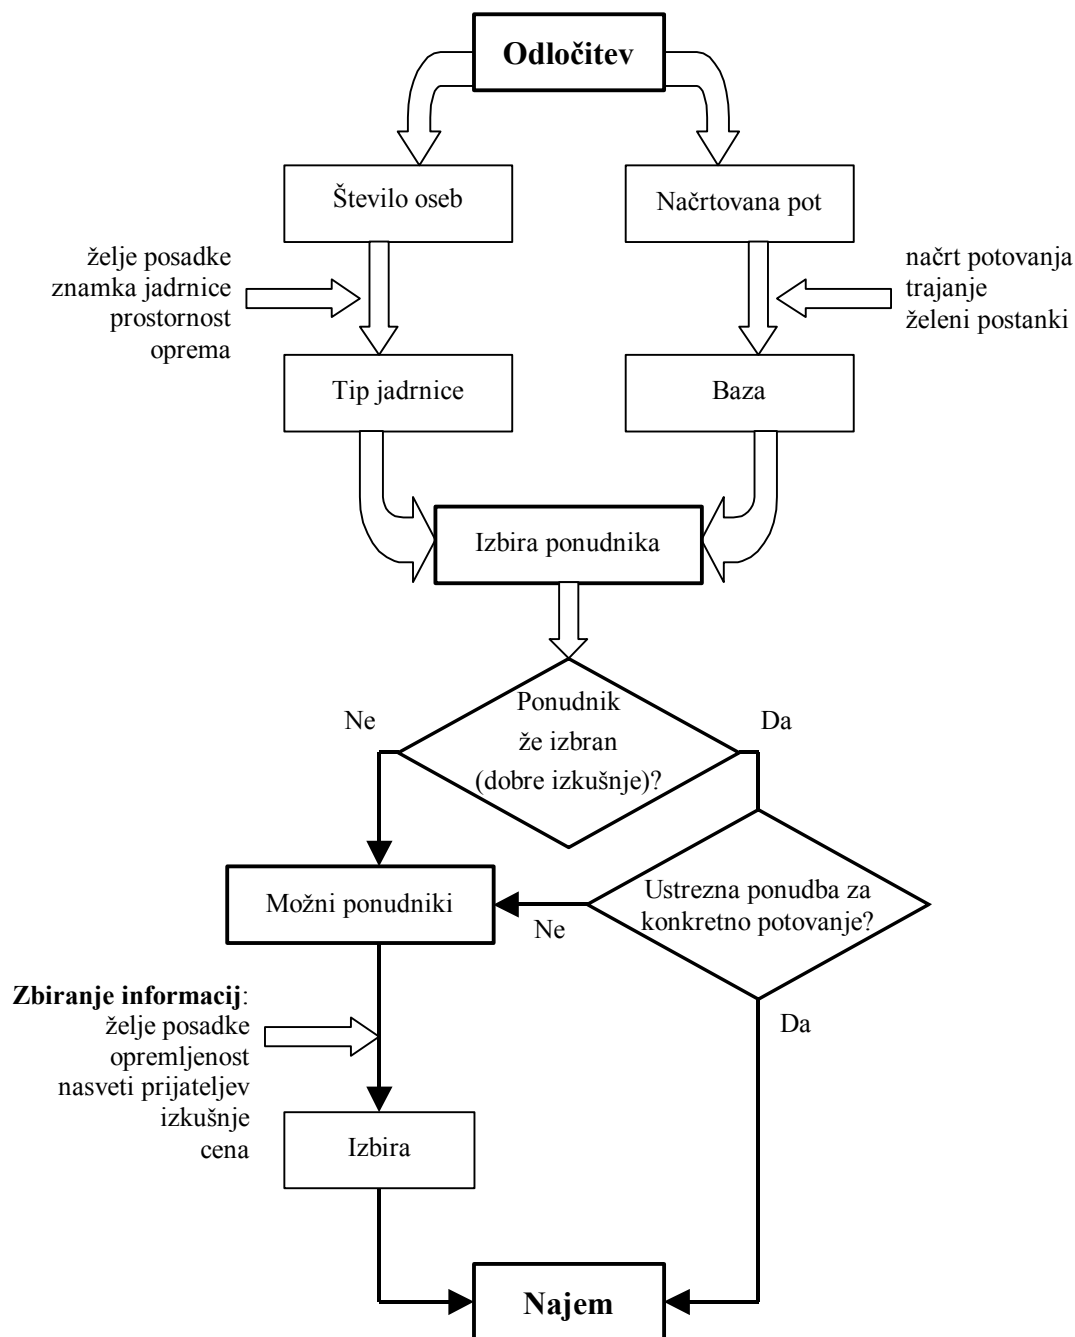 Odločitev
Število oseb
Načrtovana pot
želje posadke
znamka jadrnice
prostornost
oprema
načrt potovanja
trajanje
želeni postanki
Tip jadrnice
Baza
Izbira ponudnika
Ponudnik
že izbran
(dobre izkušnje)?
Ne
Da
Možni ponudniki
Ustrezna ponudba za
konkretno potovanje?
Ne
Da
Zbiranje informacij:
želje posadke
opremljenost
nasveti prijateljev
izkušnje
cena
Izbira
Najem